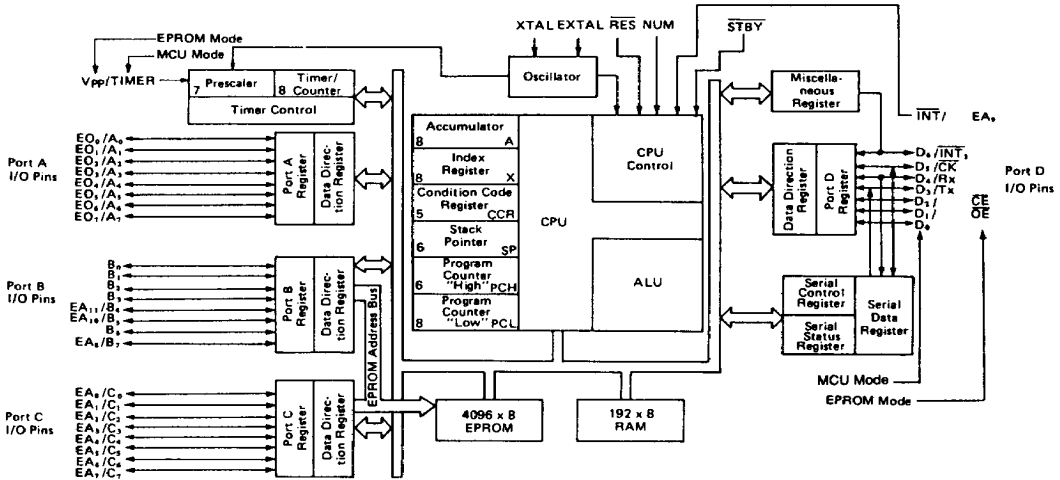 EPROM Mode
MCU Mode
VPP/TIMER
7 Prescaler
8 Timer/
Counter
Timer Control
XTAL EXTAL RES NUM
STBY
Oscillator
Miscella-
neous
Register
INT/ EA₉
Port A
I/O Pins
EO₀/A₀
EO₁/A₁
EO₂/A₂
EO₃/A₃
EO₄/A₄
EO₅/A₅
EO₆/A₆
EO₇/A₇
Port A
Register
Data Direc-
tion Register
Accumulator
8 A
Index
Register
8 X
Condition Code
Register
5 CCR
Stack
Pointer
6 SP
Program
Counter
6 "High" PCH
Program
Counter
8 "Low" PCL
CPU
CPU
Control
ALU
Data Direction
Register
Port D
Register
D₆/INT₂
D₅/CK
D₄/Rx
D₃/Tx
D₂/
D₁/
D₀
CE
OE
Port D
I/O Pins
Port B
I/O Pins
B₀
B₁
B₂
B₃
EA₁₁/B₄
EA₁₀/B₅
B₆
EA₈/B₇
Port B
Register
Data Direc-
tion Register
EPROM Address Bus
Serial
Control
Register
Serial
Status
Register
Serial
Data
Register
MCU Mode
EPROM Mode
Port C
I/O Pins
EA₀/C₀
EA₁/C₁
EA₂/C₂
EA₃/C₃
EA₄/C₄
EA₅/C₅
EA₆/C₆
EA₇/C₇
Port C
Register
Data Direc-
tion Register
4096 x 8
EPROM
192 x 8
RAM